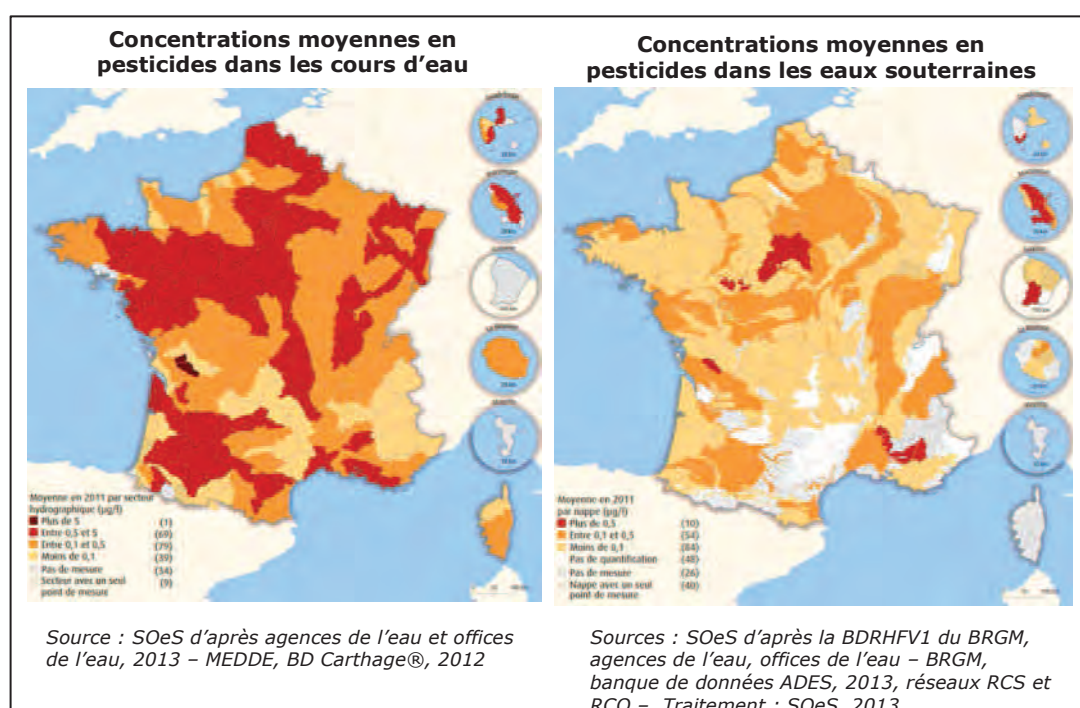 Concentrations moyennes en
pesticides dans les cours d'eau
Moyenne en 2011 par secteur
hydrographique (µg/l)
Plus de 5 (1)
Entre 0,5 et 5 (69)
Entre 0,1 et 0,5 (79)
Moins de 0,1 (39)
Pas de mesure (34)
Secteur avec un seul (9)
point de mesure
Source : SOeS d'après agences de l'eau et offices
de l'eau, 2013 – MEDDE, BD Carthage®, 2012
Concentrations moyennes en
pesticides dans les eaux souterraines
Moyenne en 2011
par nappe (µg/l)
Plus de 0,5 (10)
Entre 0,1 et 0,5 (54)
Moins de 0,1 (84)
Pas de quantification (48)
Pas de mesure (26)
Nappe avec un seul (40)
point de mesure
Sources : SOeS d'après la BDRHFV1 du BRGM,
agences de l'eau, offices de l'eau – BRGM,
banque de données ADES, 2013, réseaux RCS et
RCO – Traitement : SOeS, 2013